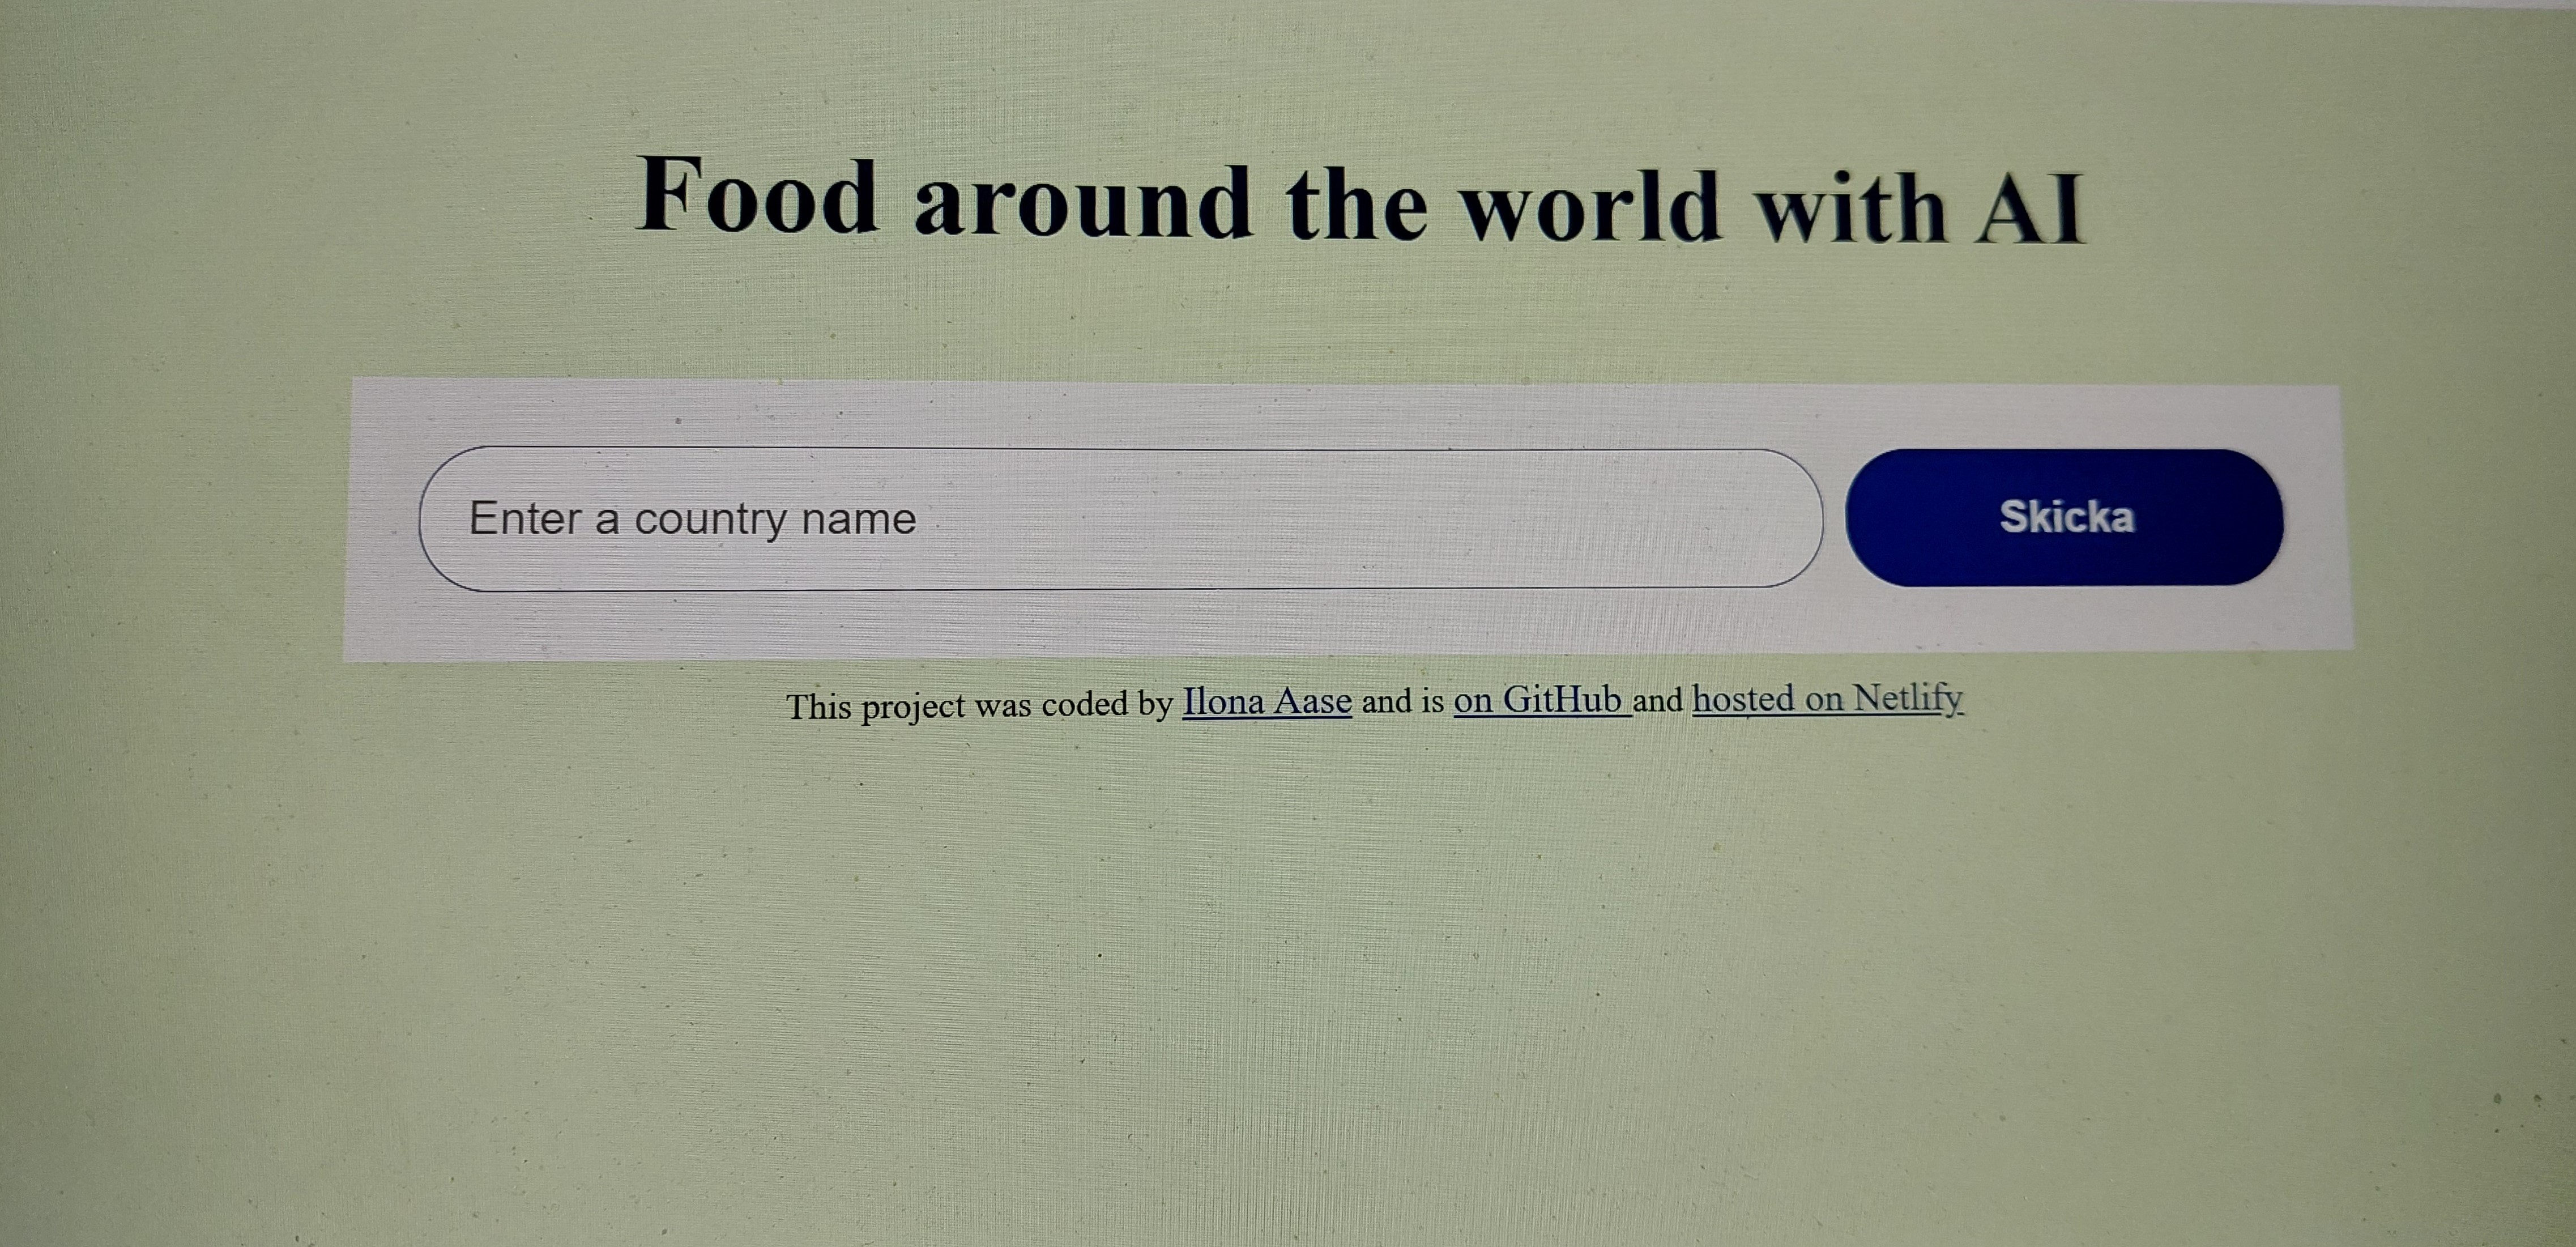 Food around the world with AI
Enter a country name
Skicka
This project was coded by Ilona Aase and is on GitHub and hosted on Netlify